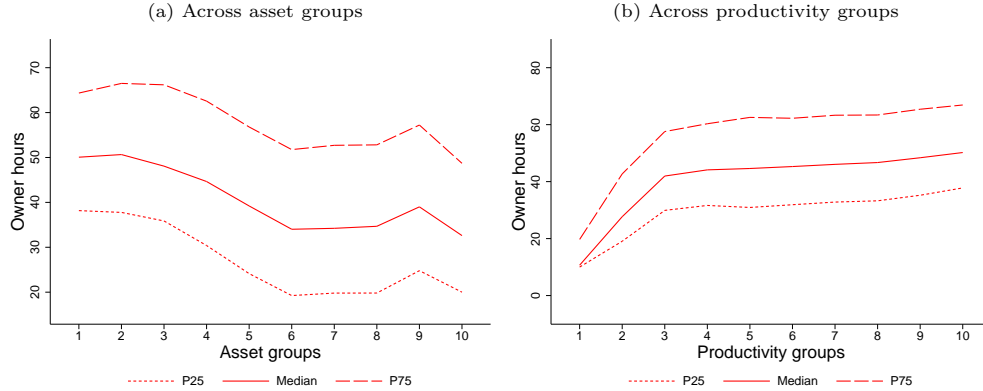 (a) Across asset groups
70
60
50
40
30
20
Owner hours
1 2 3 4 5 6 7 8 9 10
Asset groups
P25 Median P75
(b) Across productivity groups
80
60
40
20
0
Owner hours
1 2 3 4 5 6 7 8 9 10
Productivity groups
P25 Median P75